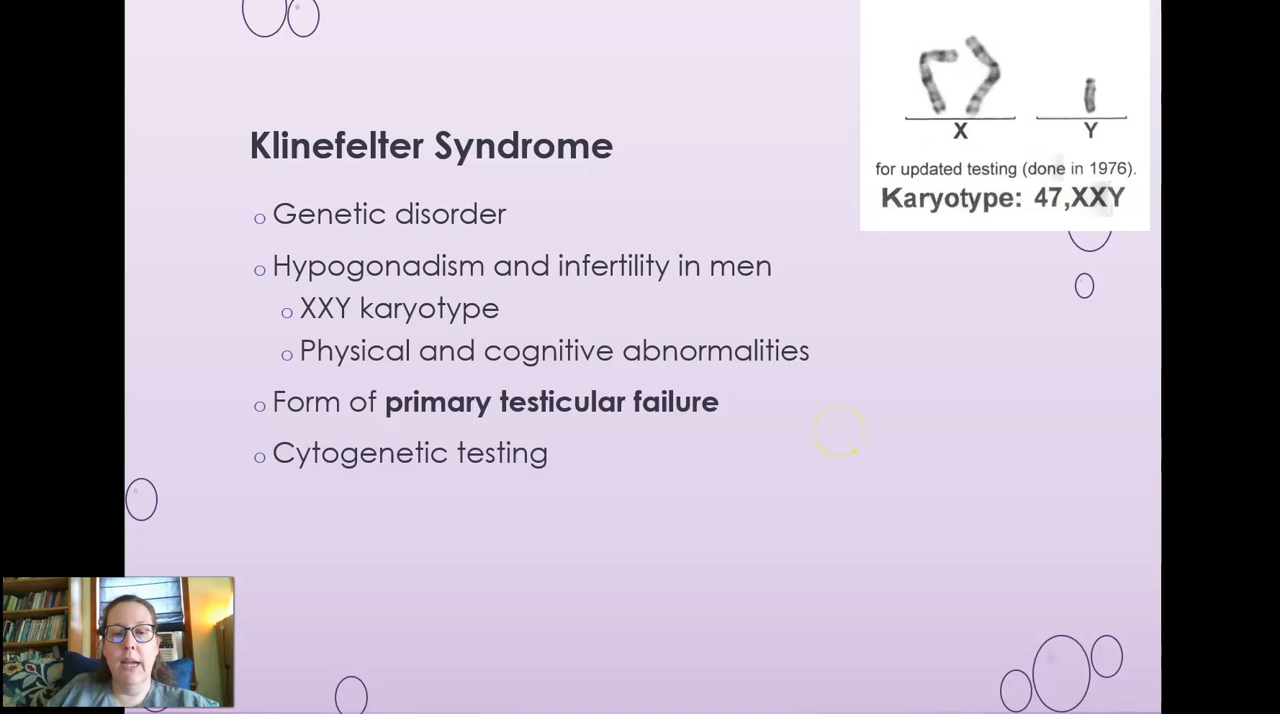 Klinefelter Syndrome
Genetic disorder
Hypogonadism and infertility in men
XXY karyotype
Physical and cognitive abnormalities
Form of primary testicular failure
Cytogenetic testing
X Y
for updated testing (done in 1976).
Karyotype: 47,XXY